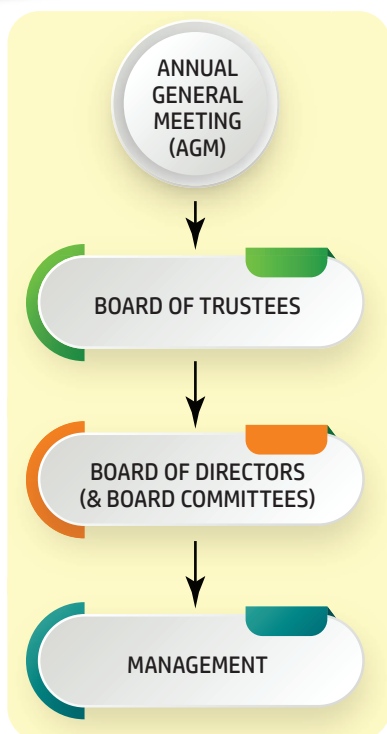 ANNUAL
GENERAL
MEETING
(AGM)
BOARD OF TRUSTEES
BOARD OF DIRECTORS
(& BOARD COMMITTEES)
MANAGEMENT